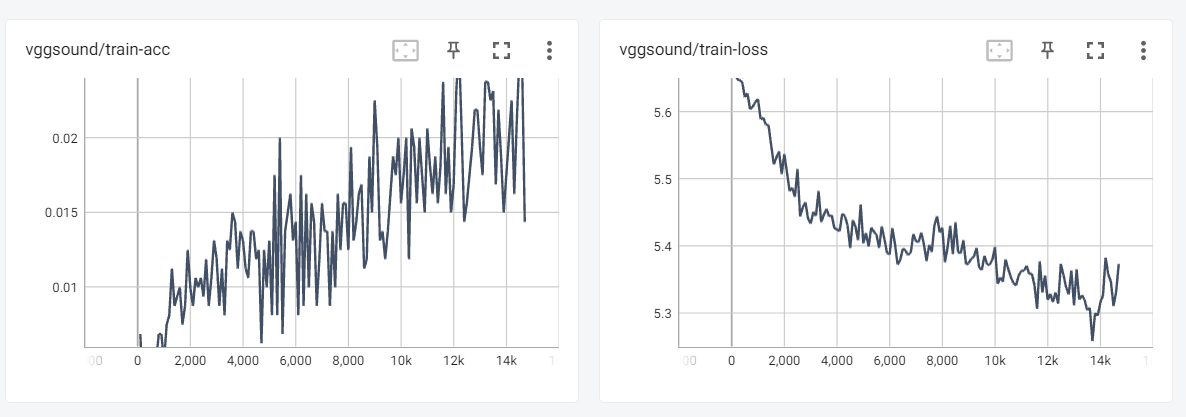 vggsound/train-acc
0.02
0.015
0.01
0 2,000 4,000 6,000 8,000 10k 12k 14k
vggsound/train-loss
5.6
5.5
5.4
5.3
0 2,000 4,000 6,000 8,000 10k 12k 14k